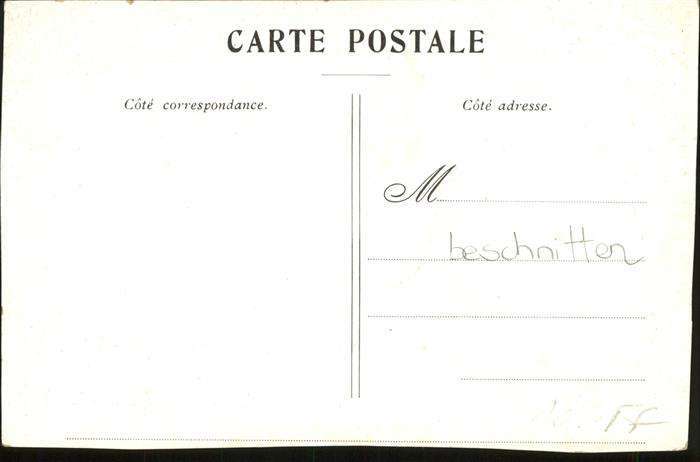 CARTE POSTALE
Côté correspondance.
Côté adresse.
M
beschnitten